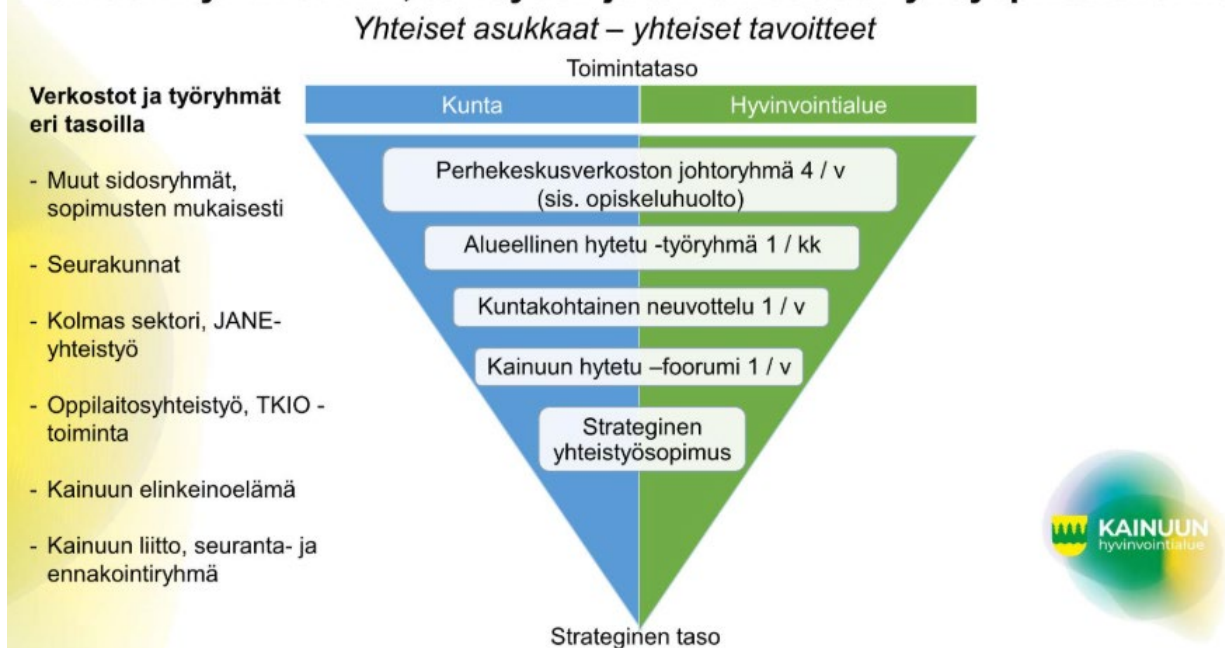 Yhteiset asukkaat – yhteiset tavoitteet
Toimintataso
Kunta
Hyvinvointialue
Verkostot ja työryhmät
eri tasoilla
- Muut sidosryhmät,
sopimusten mukaisesti
- Seurakunnat
- Kolmas sektori, JANE-
yhteistyö
- Oppilaitosyhteistyö, TKIO -
toiminta
- Kainuun elinkeinoelämä
- Kainuun liitto, seuranta- ja
ennakointiryhmä
Perhekeskusverkoston johtoryhmä 4 / v
(sis. opiskeluhuolto)
Alueellinen hytetu -työryhmä 1 / kk
Kuntakohtainen neuvottelu 1 / v
Kainuun hytetu –foorumi 1 / v
Strateginen
yhteistyösopimus
Strateginen taso
KAINUUN
hyvinvointialue